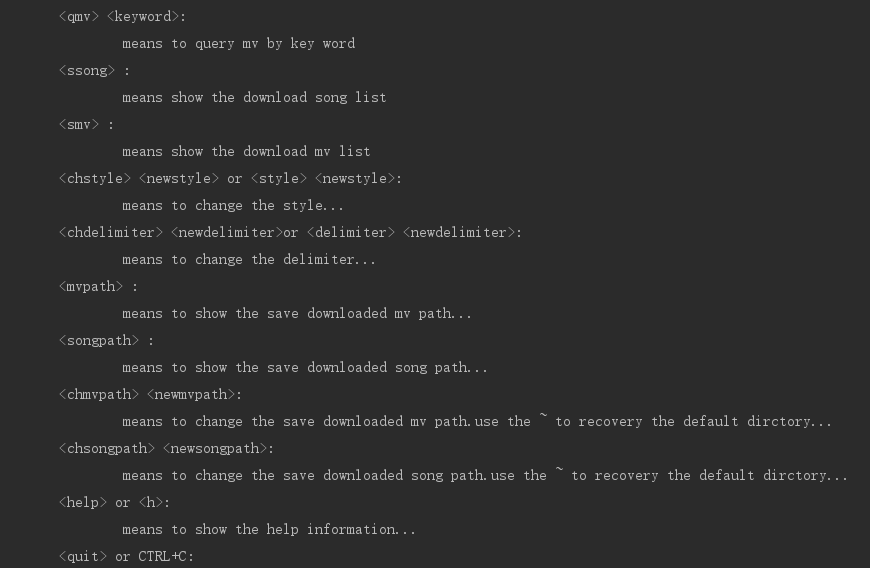 <qmv> <keyword>:
means to query mv by key word
<ssong> :
means show the download song list
<smv> :
means show the download mv list
<chstyle> <newstyle> or <style> <newstyle>:
means to change the style...
<chdelimiter> <newdelimiter>or <delimiter> <newdelimiter>:
means to change the delimiter...
<mvpath> :
means to show the save downloaded mv path...
<songpath> :
means to show the save downloaded song path...
<chmvpath> <newmvpath>:
means to change the save downloaded mv path.use the ~ to recovery the default dirctory...
<chsongpath> <newsongpath>:
means to change the save downloaded song path.use the ~ to recovery the default dirctory...
<help> or <h>:
means to show the help information...
<quit> or CTRL+C: